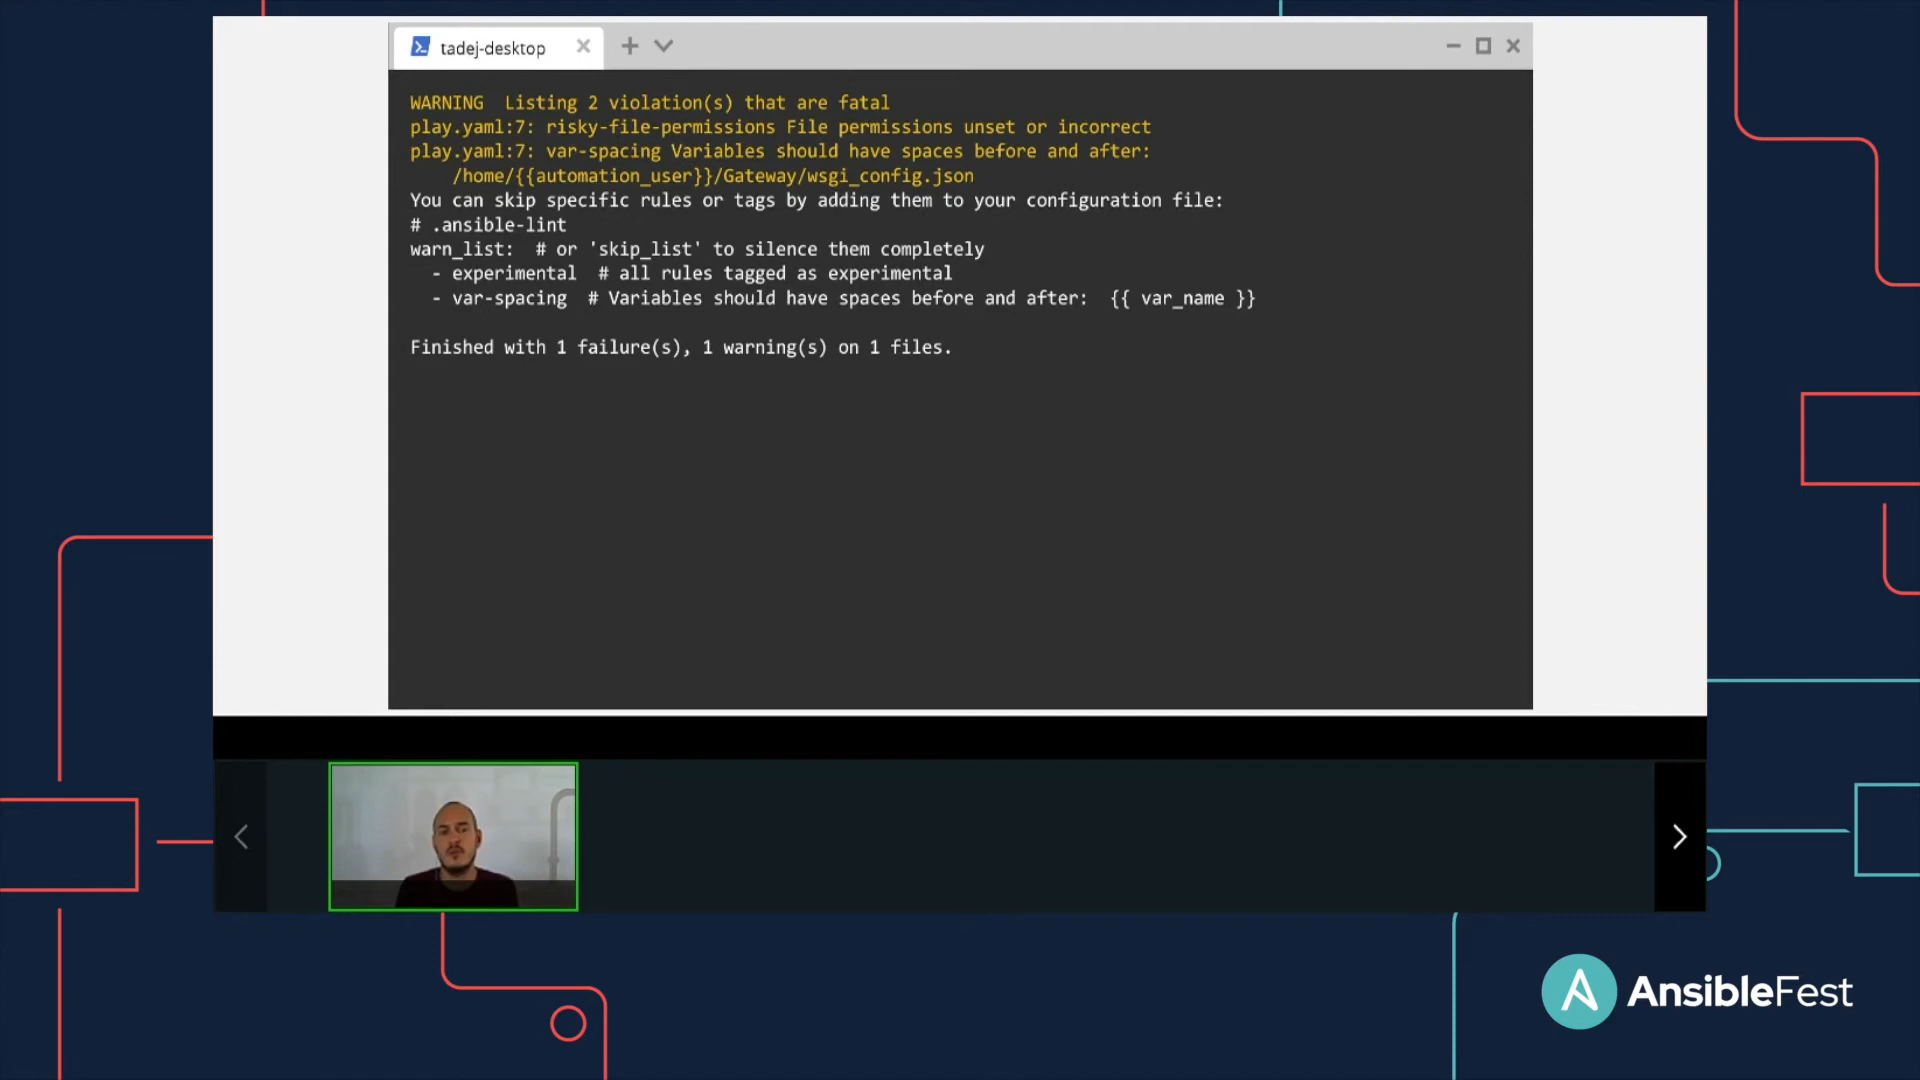 tadej-desktop
WARNING  Listing 2 violation(s) that are fatal
play.yaml:7: risky-file-permissions File permissions unset or incorrect
play.yaml:7: var-spacing Variables should have spaces before and after:
/home/{{automation_user}}/Gateway/wsgi_config.json
You can skip specific rules or tags by adding them to your configuration file:
# .ansible-lint
warn_list:  # or 'skip_list' to silence them completely
- experimental  # all rules tagged as experimental
- var-spacing  # Variables should have spaces before and after:  {{ var_name }}
Finished with 1 failure(s), 1 warning(s) on 1 files.
A AnsibleFest